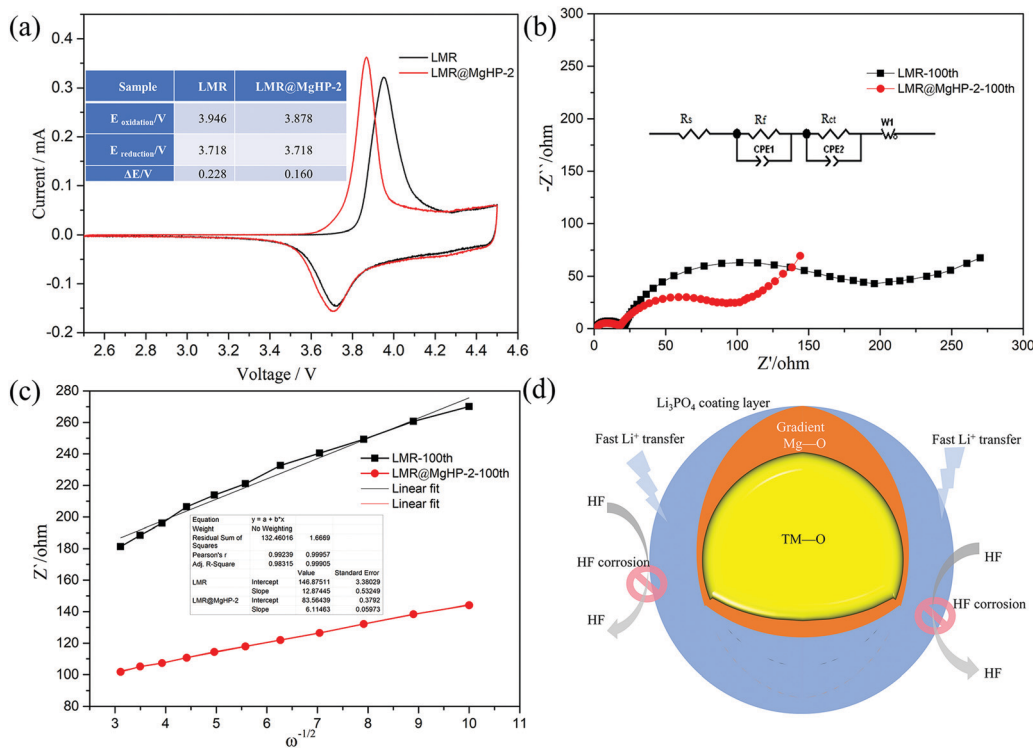 (a)
0.4
0.3
0.2
0.1
0.0
-0.1
-0.2
Current / mA
2.6 2.8 3.0 3.2 3.4 3.6 3.8 4.0 4.2 4.4 4.6
Voltage / V
LMR
LMR@MgHP-2
Sample LMR LMR@MgHP-2
E oxidation/V 3.946 3.878
E reduction/V 3.718 3.718
ΔE/V 0.228 0.160
(b)
300
250
200
150
100
50
0
-Z``/ohm
0 50 100 150 200 250 300
Z'/ohm
LMR-100th
LMR@MgHP-2-100th
Rs Rf Rct W1
CPE1 CPE2
(c)
280
260
240
220
200
180
160
140
120
100
80
Z`/ohm
3 4 5 6 7 8 9 10 11
ω-1/2
LMR-100th
LMR@MgHP-2-100th
Linear fit
Linear fit
Equation y = a + b*x
Weight No Weighting
Residual Sum of
Squares 132.46016 1.6669
Pearson's r 0.99239 0.99957
Adj. R-Square 0.98315 0.99905
Value Standard Error
LMR Intercept 146.87511 3.38029
Slope 12.87445 0.53249
LMR@MgHP-2 Intercept 83.56439 0.3792
Slope 6.11463 0.05973
(d)
Li3PO4 coating layer
Gradient
Mg—O
Fast Li+ transfer
Fast Li+ transfer
TM—O
HF
HF corrosion
HF
HF
HF corrosion
HF